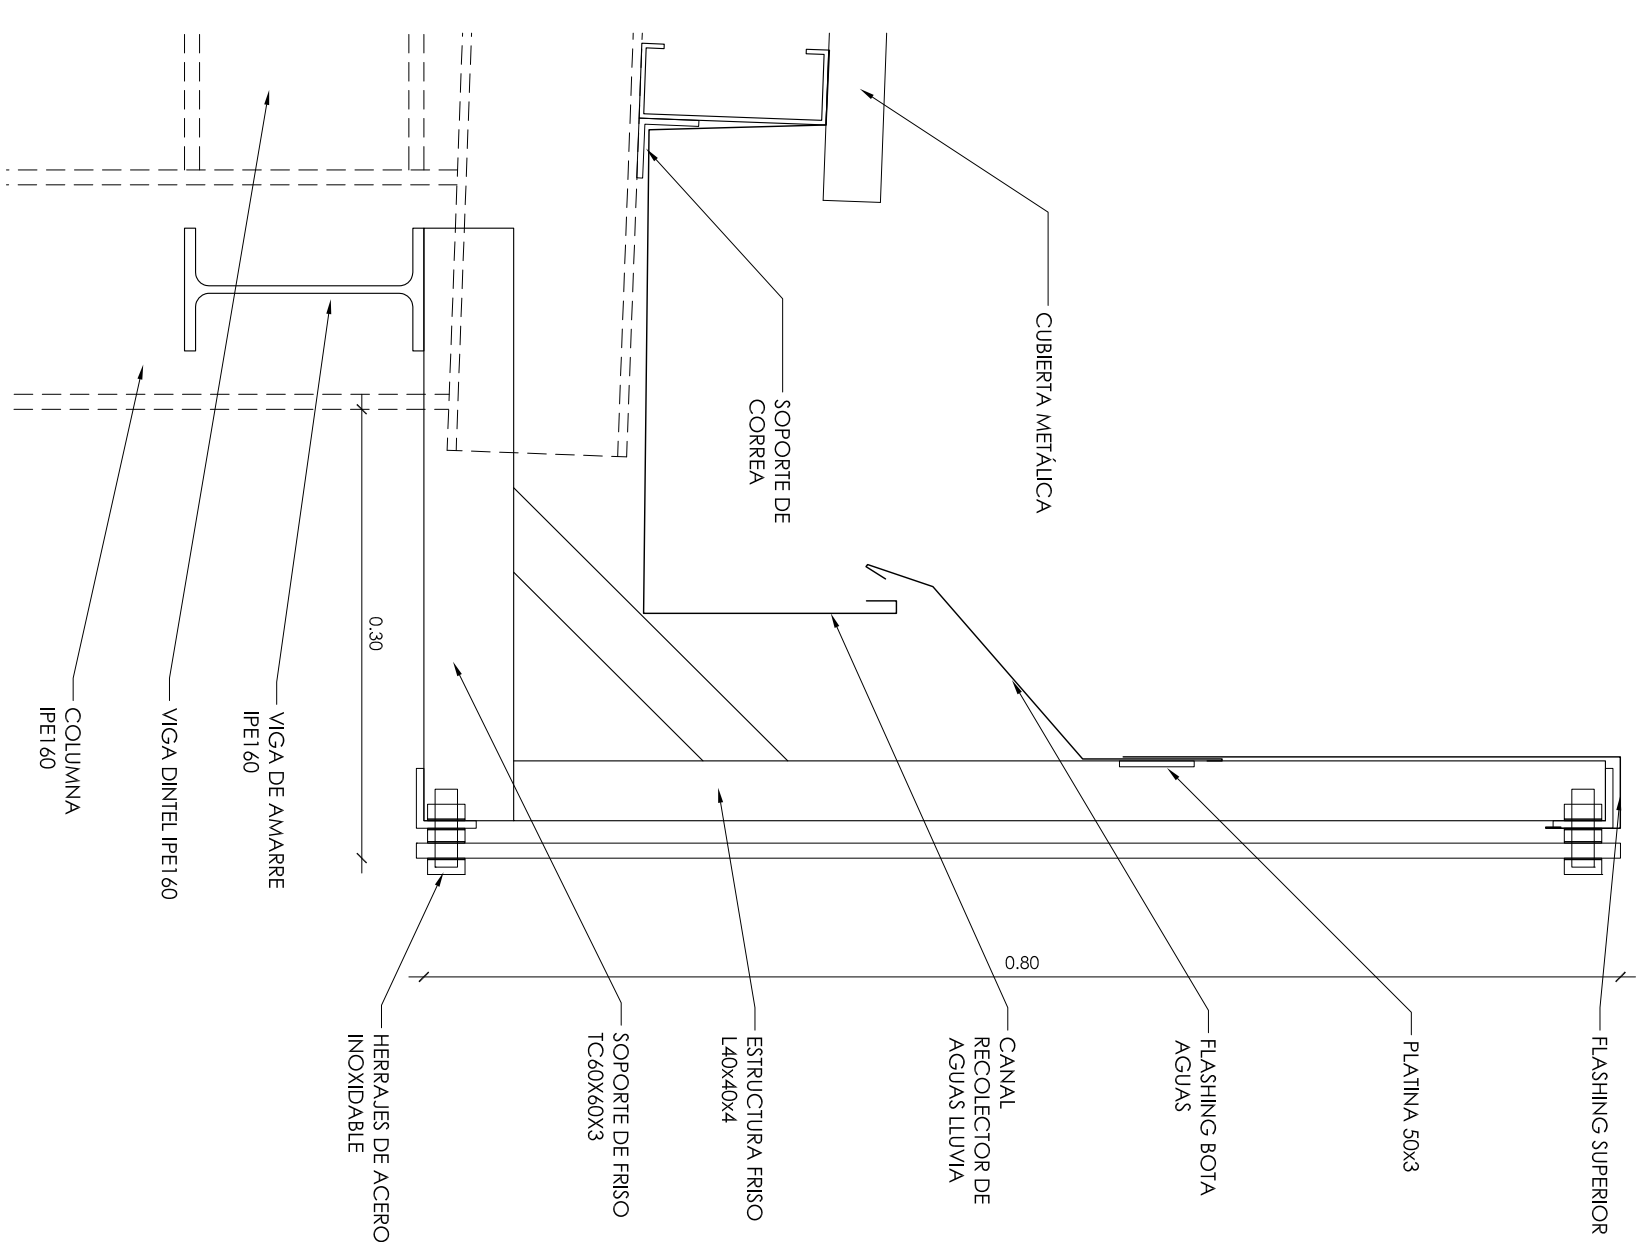 FLASHING SUPERIOR
PLATINA 50x3
FLASHING BOTA
AGUAS
CANAL
RECOLECTOR DE
AGUAS LLUVIA
ESTRUCTURA FRISO
L40x40x4
SOPORTE DE FRISO
TC60X60X3
HERRAJES DE ACERO
INOXIDABLE
0.80
CUBIERTA METÁLICA
SOPORTE DE
CORREA
0.30
VIGA DE AMARRE
IPE160
VIGA DINTEL IPE160
COLUMNA
IPE160